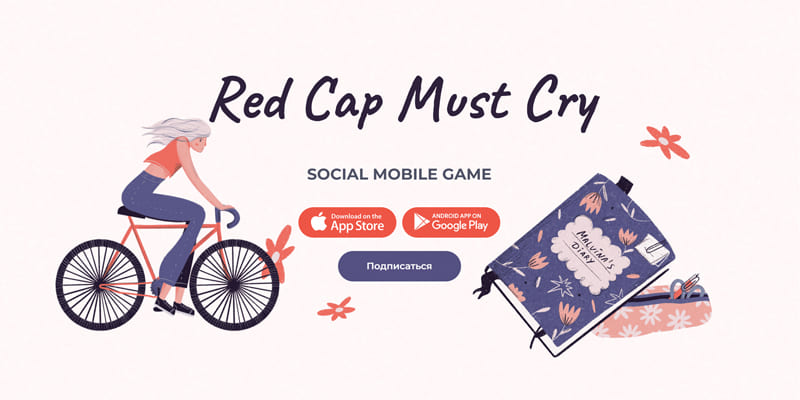 Red Cap Must Cry
SOCIAL MOBILE GAME
Download on the
App Store
ANDROID APP ON
Google Play
Подписаться
MALVINA'S
DIARY